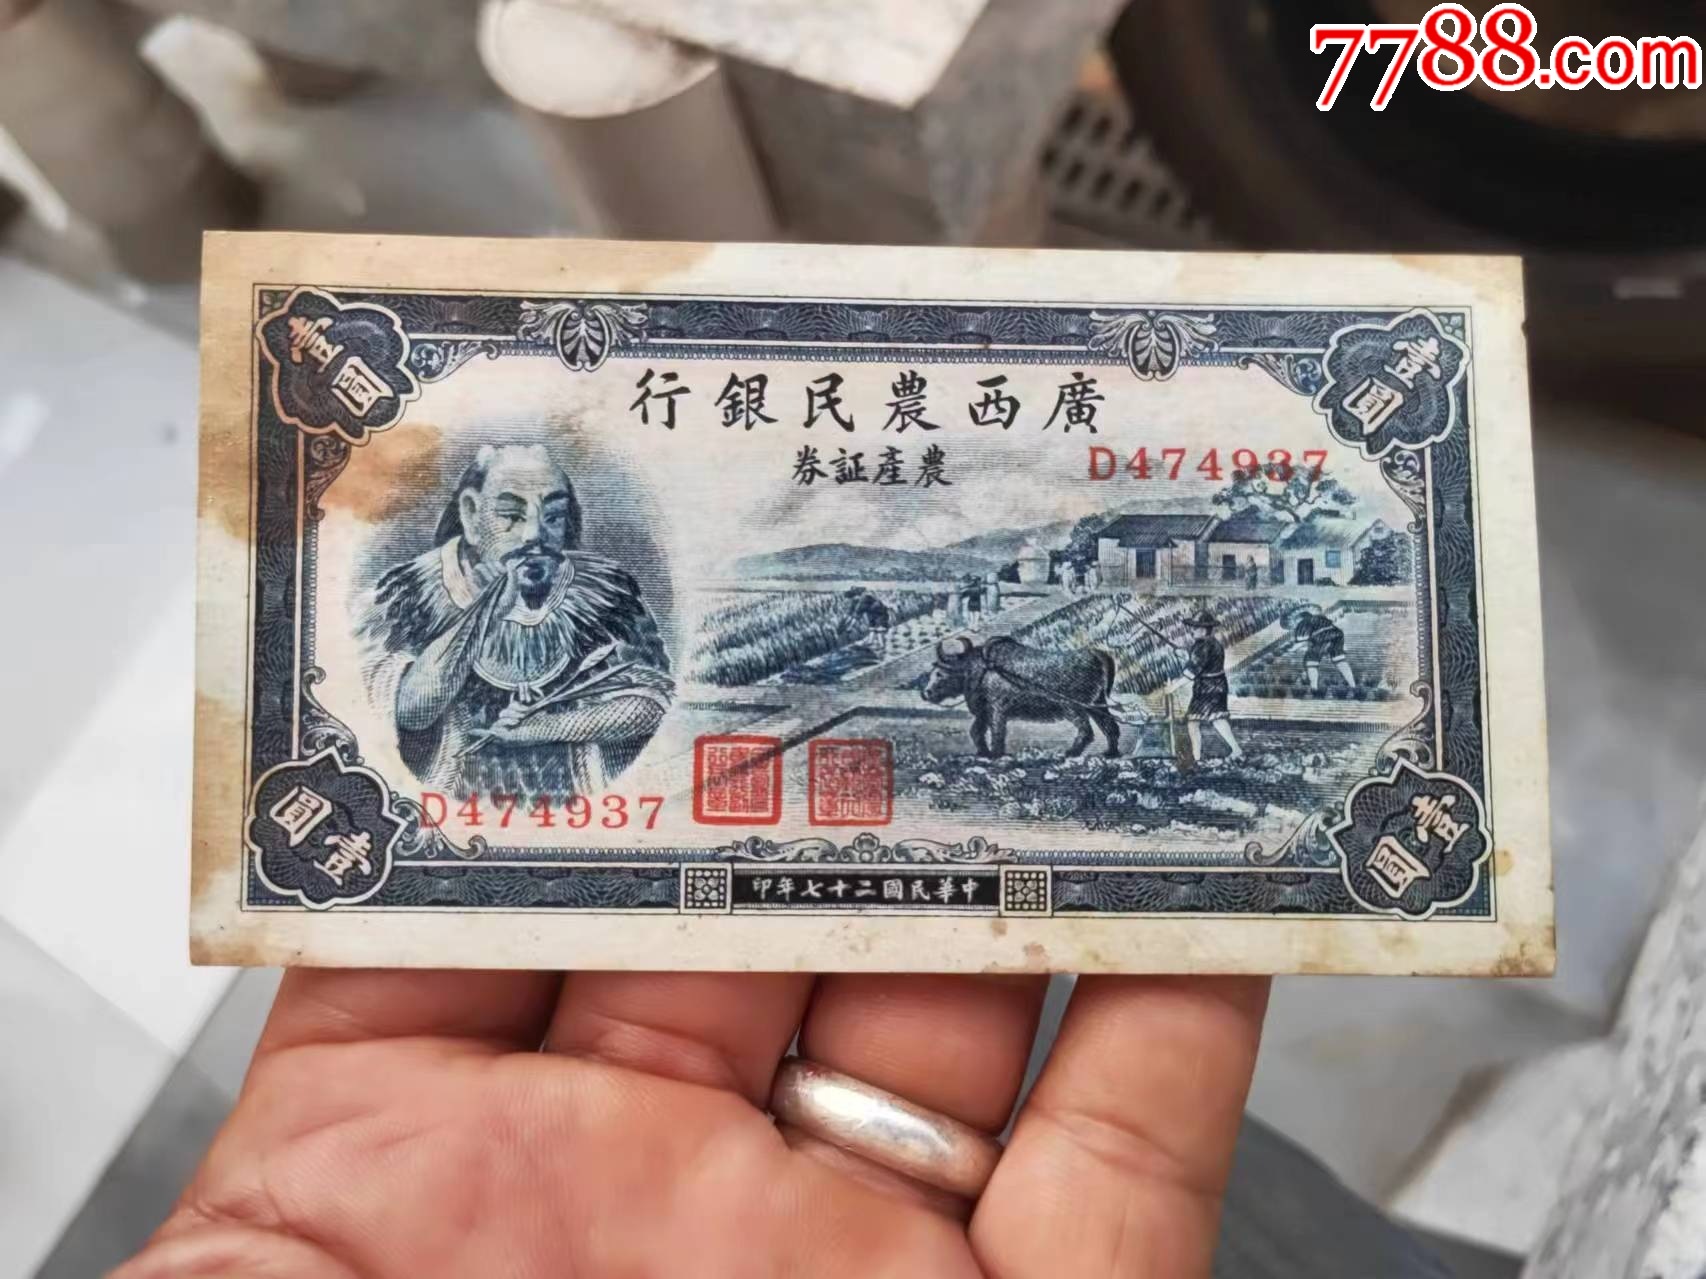 7788.com
壹圓
壹圓
廣西農民銀行
農產証券
D474937
D474937
壹圓
壹圓
中華民國二十七年印